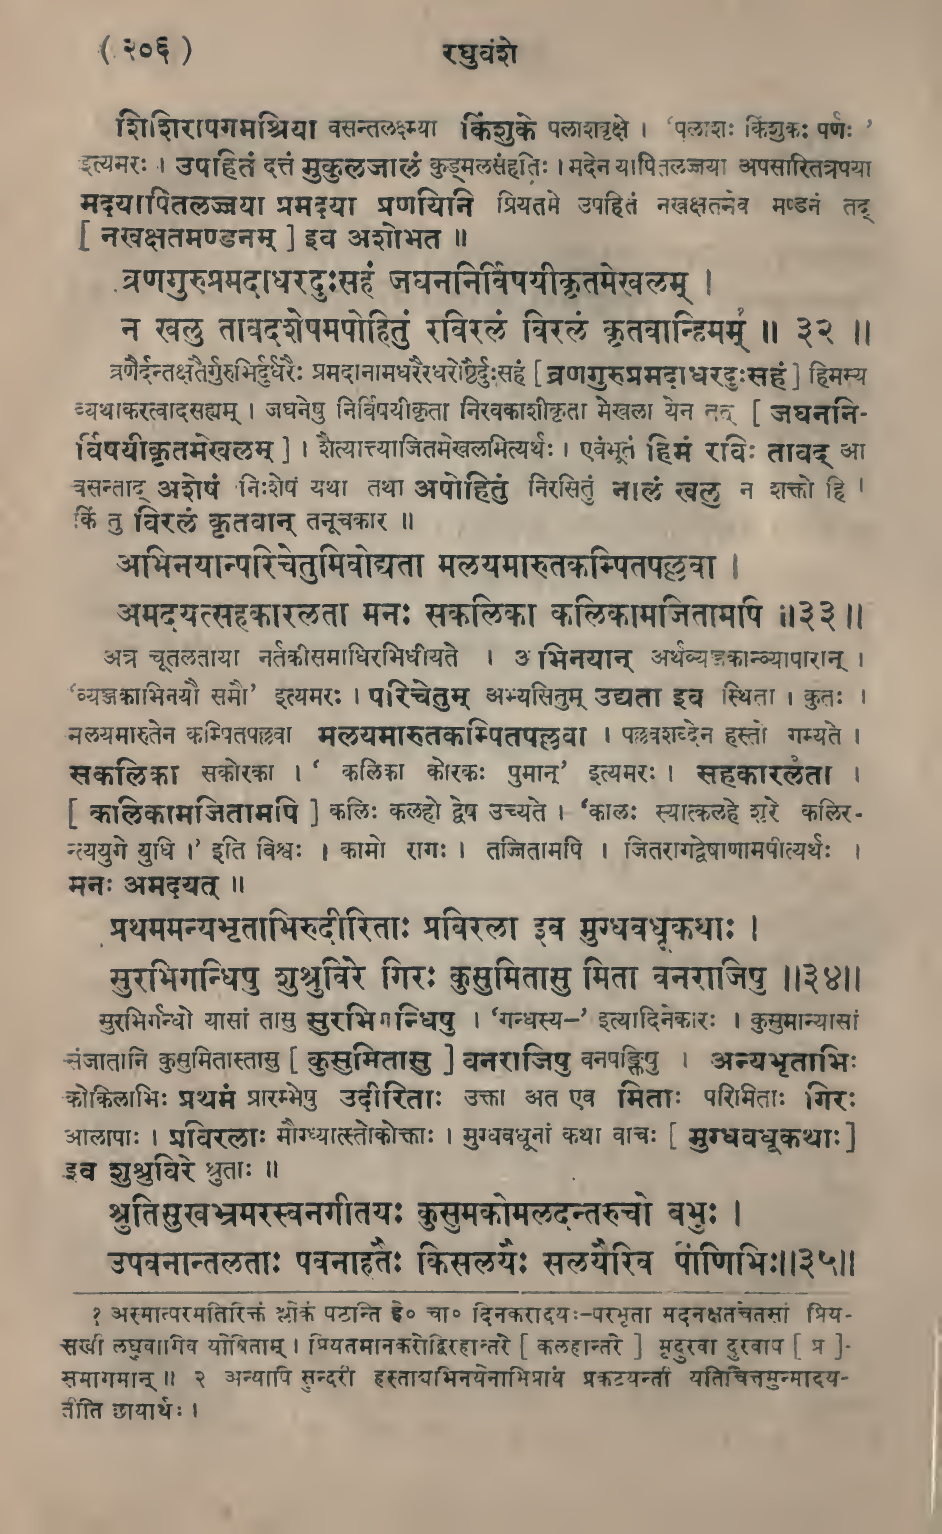 ( २०६ ) रघुवंशे
शिशिरापगमश्रिया वसन्तलक्ष्म्या किंशुके पलाशवृक्षे । 'पलाशः किंशुकः पर्णः '
इत्यमरः । उपहितं दत्तं मुकुलजालं कुड्मलसंहतिः । मदेन यापितलज्जया अपसारितत्रपया
मदयापितलज्जया प्रमदया प्रणयिनि प्रियतमे उपहितं नखक्षतमेव मण्डनं तद्
[ नखक्षतमण्डनम् ] इव अशोभत ॥
व्रणगुरुप्रमदाधरदुःसहं जघननिर्विषयीकृतमेखलम् ।
न खलु तावदशेषमपोहितुं रविरलं विरलं कृतवान्हिमम् ॥ ३२ ॥
व्रणैर्दन्तक्षतैर्गुरुभिर्दुर्धरैः प्रमदानामधरैरधरोष्ठैर्दुःसहं [ व्रणगुरुप्रमदाधरदुःसहं ] हिमस्य
व्यथाकरत्वादसह्यम् । जघनेषु निर्विषयीकृता निरवकाशीकृता मेखला येन तत् [ जघननि-
र्विषयीकृतमेखलम् ] । शैत्यात्त्याजितमेखलमित्यर्थः । एवंभूतं हिमं रविः तावद् आ
वसन्ताद् अशेषं निःशेषं यथा तथा अपोहितुं निरसितुं नालं खलु न शक्तो हि ।
किं तु विरलं कृतवान् तनूचकार ॥
अभिनयान्परिचेतुमिवोद्यता मलयमारुतकम्पितपल्लवा ।
अमदयत्सहकारलता मनः सकलिका कलिकामजितामपि ॥३३॥
अत्र चूतलताया नर्तकीसमाधिरभिधीयते । अभिनयान् अर्थव्यञ्जकान्व्यापारान् ।
'व्यञ्जकाभिनयौ समौ' इत्यमरः । परिचेतुम् अभ्यसितुम् उद्यता इव स्थिता । कुतः ।
मलयमारुतेन कम्पितपल्लवा मलयमारुतकम्पितपल्लवा । पल्लवशब्देन हस्तो गम्यते ।
सकलिका सकोरका । ' कलिका कोरकः पुमान्' इत्यमरः । सहकारलता ।
[ कलिकामजितामपि ] कलिः कलहो द्वेष उच्यते । 'कलिः स्यात्कलहे शूरे कलिर-
न्त्ययुगे युधि ।' इति विश्वः । कामो रागः । तज्जितामपि । जितरागद्वेषाणामपीत्यर्थः ।
मनः अमदयत् ॥
प्रथममन्यभृताभिरुदीरिताः प्रविरला इव मुग्धवधूकथाः ।
सुरभिगन्धिषु शुश्रुविरे गिरः कुसुमितासु मिता वनराजिषु ॥३४॥
सुरभिर्गन्धो यासां तासु सुरभिगन्धिषु । 'गन्धस्य-' इत्यादिनेकारः । कुसुमान्यासां
संजातानि कुसुमितास्तासु [ कुसुमितासु ] वनराजिषु वनपङ्क्तिषु । अन्यभृताभिः
कोकिलाभिः प्रथमं प्रारम्भेषु उदीरिताः उक्ता अत एव मिताः परिमिताः गिरः
आलापाः । प्रविरलाः मौग्ध्यात्स्तोकोक्ताः । मुग्धवधूनां कथा वाचः [ मुग्धवधूकथाः ]
इव शुश्रुविरे श्रुताः ॥
श्रुतिसुखभ्रमरस्वनगीतयः कुसुमकोमलदन्तरुचो बभुः ।
उपवनान्तलताः पवनाहतैः किसलयैः सलयैरिव पाणिभिः॥३५॥
१ अस्मात्परमतिरिक्तं श्लोकं पठन्ति हे० चा० दिनकरादयः-परभृता मदनक्षतचेतसां प्रिय-
सखी लघुवागिव योषिताम् । प्रियतमानकरोद्विरहान्तरे [ कलहान्तरे ] मृदुरवा दुरवाप [ प्र ]-
समागमान् ॥ २ अन्यापि सुन्दरी हस्ताद्यभिनयेनाभिप्रायं प्रकटयन्ती यतिचित्तमुन्मादय-
तीति छायार्थः ।